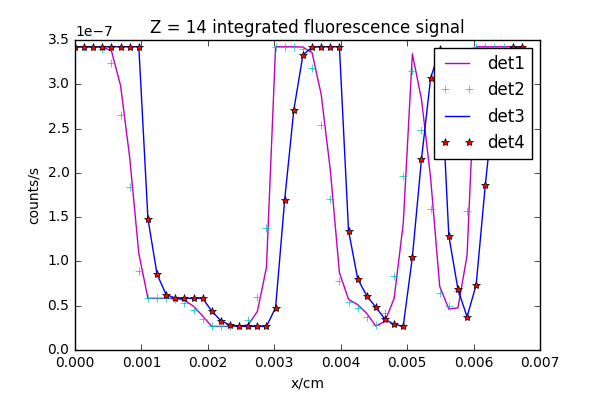 Z = 14 integrated fluorescence signal
1e−7
3.5
3.0
2.5
2.0
1.5
1.0
0.5
0.0
counts/s
det1
det2
det3
det4
0.000 0.001 0.002 0.003 0.004 0.005 0.006 0.007
x/cm